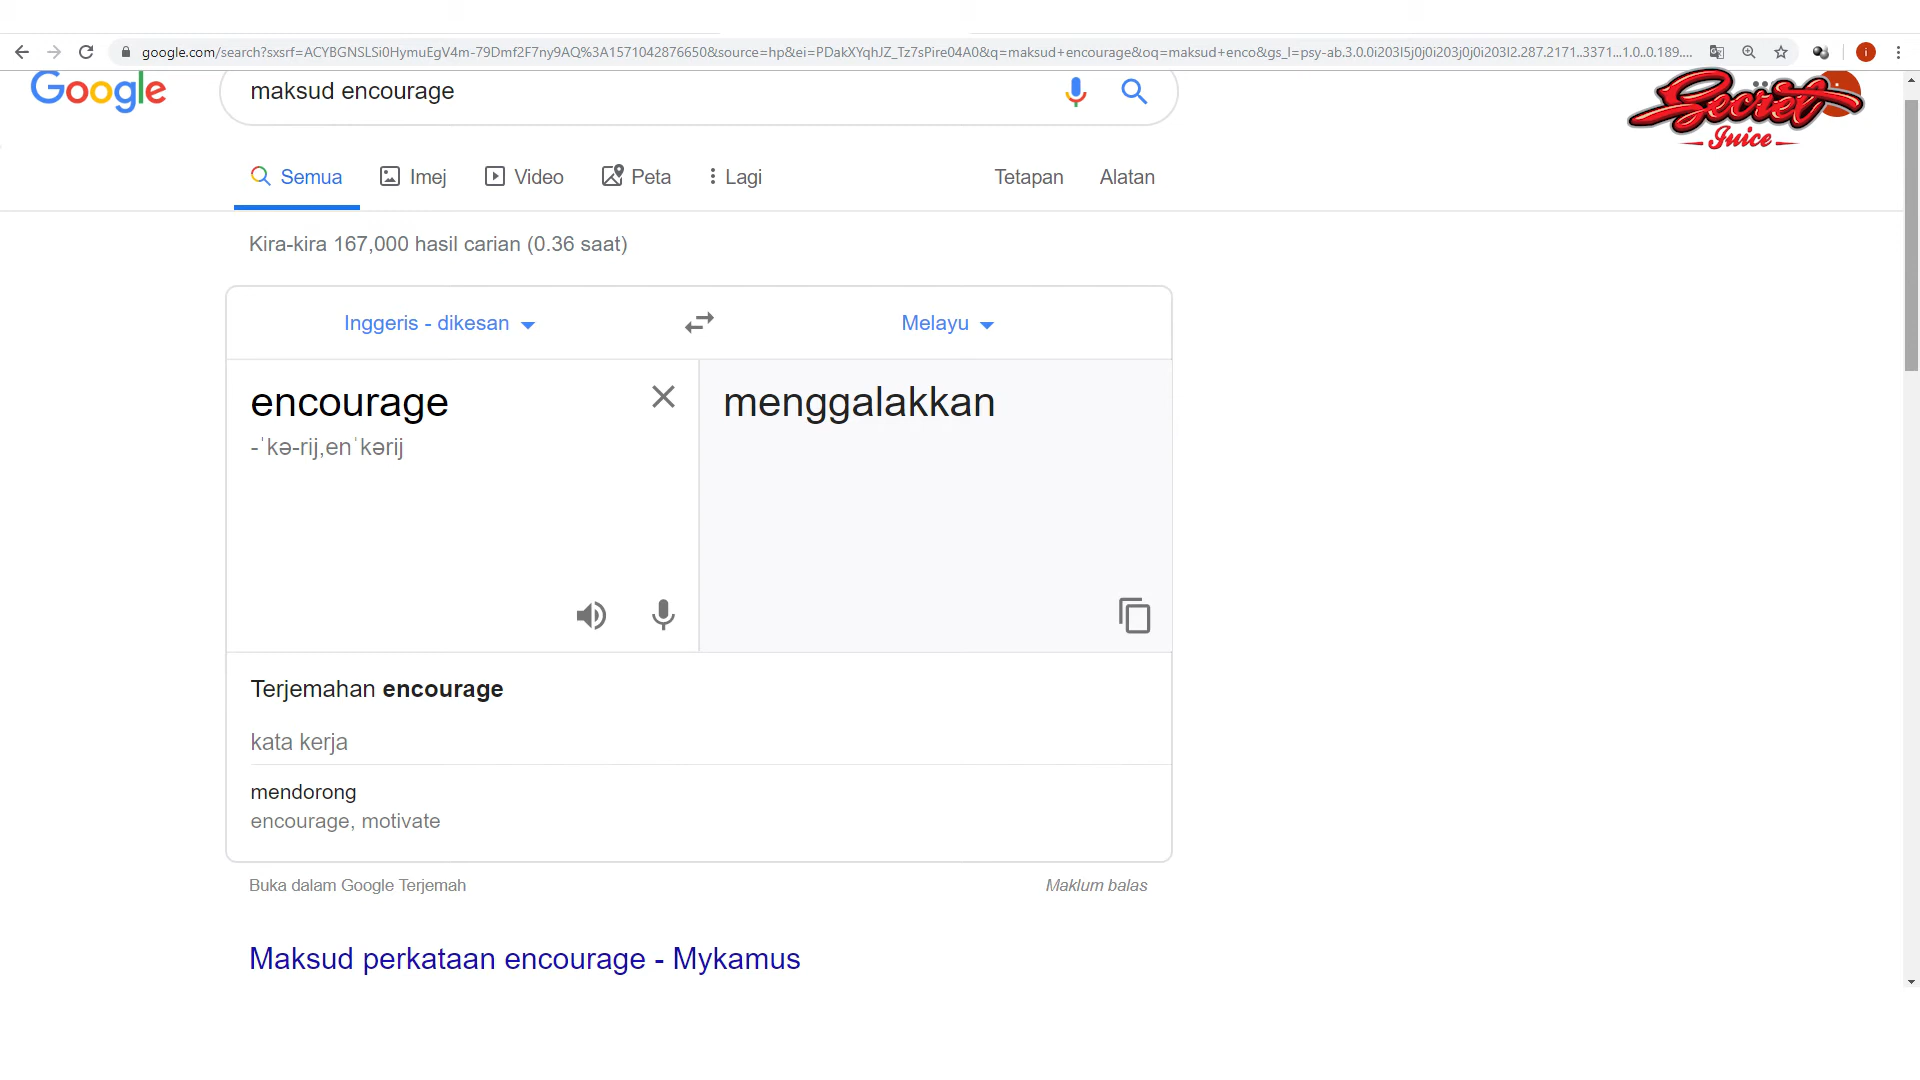 google.com/search?sxsrf=ACYBGNSLSi0HymuEgV4m-79Dmf2F7ny9AQ%3A1571042876650&source=hp&ei=PDakXYqhJZ_Tz7sPire04A0&q=maksud+encourage&oq=maksud+enco&gs_l=psy-ab.3.0.0i203l5j0j0i203j0j0i203l2.287.2171..3371...1.0..0.189....
i
Google
maksud encourage
Secret
Juice
Semua
Imej
Video
Peta
Lagi
Tetapan
Alatan
Kira-kira 167,000 hasil carian (0.36 saat)
Inggeris - dikesan
Melayu
encourage
menggalakkan
-ˈkə-rij,enˈkərij
Terjemahan encourage
kata kerja
mendorong
encourage, motivate
Buka dalam Google Terjemah
Maklum balas
Maksud perkataan encourage - Mykamus